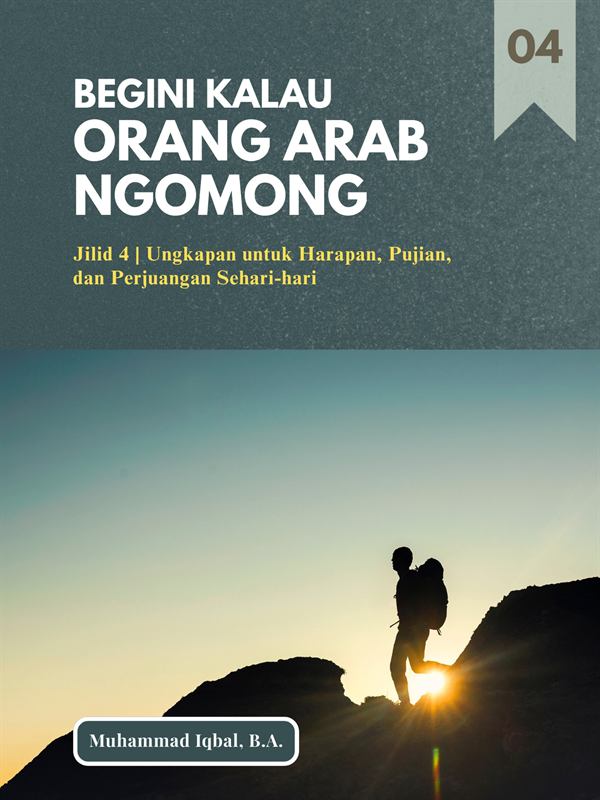 04
BEGINI KALAU
ORANG ARAB
NGOMONG
Jilid 4 | Ungkapan untuk Harapan, Pujian,
dan Perjuangan Sehari-hari
Muhammad Iqbal, B.A.